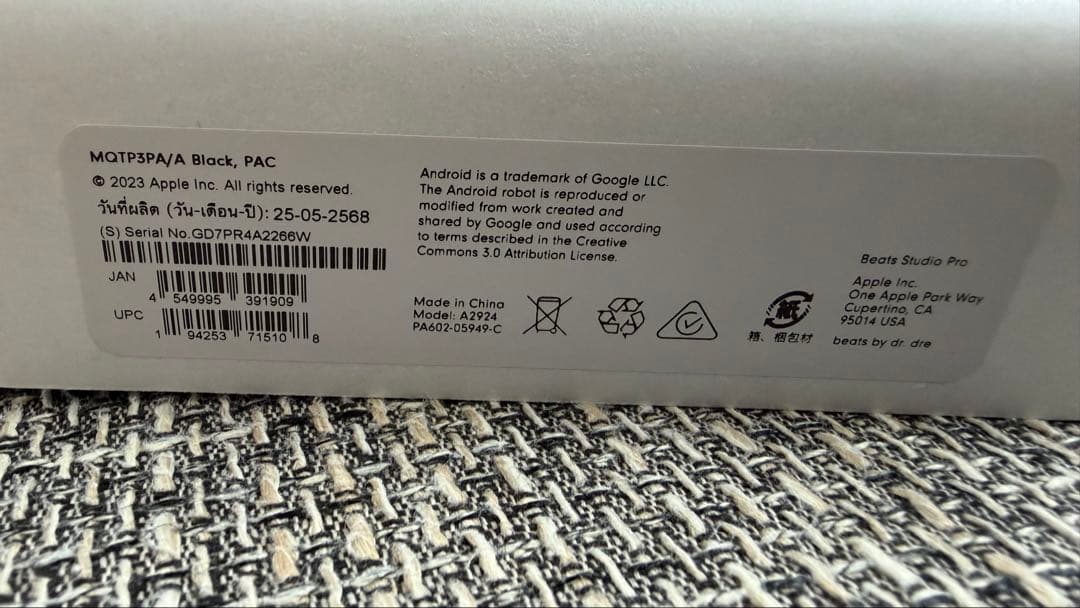 MQTP3PA/A Black, PAC
© 2023 Apple Inc. All rights reserved.
วันที่ผลิต (วัน-เดือน-ปี): 25-05-2568
(S) Serial No.GD7PR4A2266W
JAN
4 549995 391909
UPC
1 94253 71510 8
Android is a trademark of Google LLC.
The Android robot is reproduced or
modified from work created and
shared by Google and used according
to terms described in the Creative
Commons 3.0 Attribution License.
Made in China
Model: A2924
PA602-05949-C
紙
箱、梱包材
Beats Studio Pro
Apple Inc.
One Apple Park Way
Cupertino, CA
95014 USA
beats by dr. dre